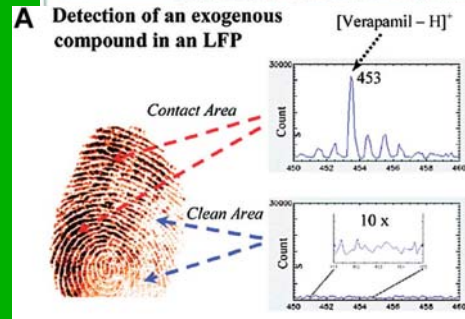 A Detection of an exogenous
compound in an LFP
[Verapamil – H]⁺
Contact Area
Clean Area
30000
Count
s
453
450 452 454 456 458 460
30000
Count
s
10 x
450 452 454 456 458 460